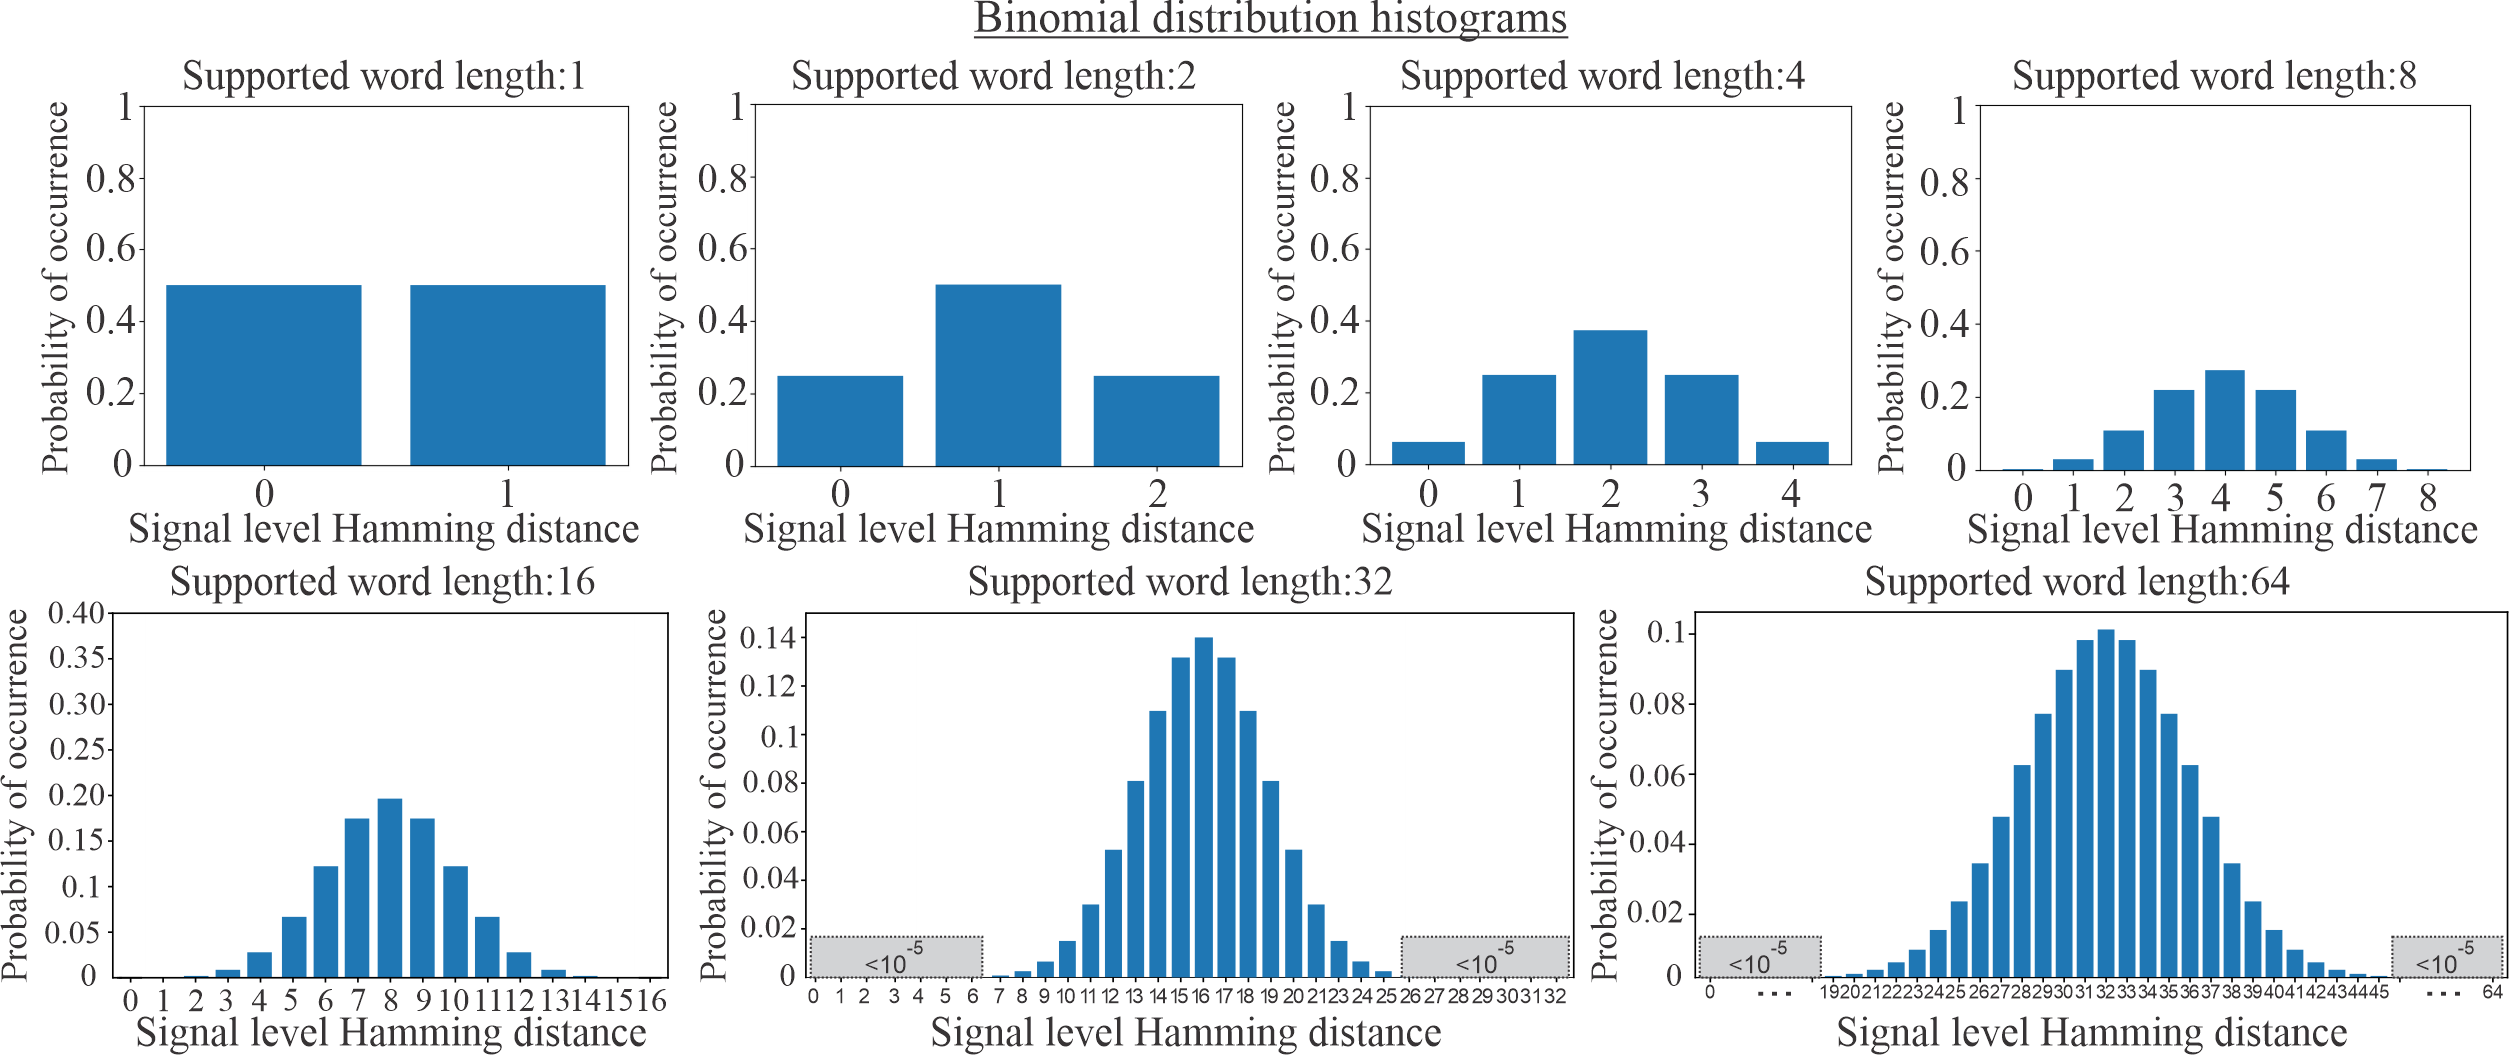 Binomial distribution histograms
Supported word length:1
Probability of occurrence
1
0.8
0.6
0.4
0.2
0
0 1
Signal level Hamming distance
Supported word length:2
Probability of occurrence
1
0.8
0.6
0.4
0.2
0
0 1 2
Signal level Hamming distance
Supported word length:4
Probability of occurrence
1
0.8
0.6
0.4
0.2
0
0 1 2 3 4
Signal level Hamming distance
Supported word length:8
Probability of occurrence
1
0.8
0.6
0.4
0.2
0
0 1 2 3 4 5 6 7 8
Signal level Hamming distance
Supported word length:16
Probability of occurrence
0.40
0.35
0.30
0.25
0.20
0.15
0.1
0.05
0
0 1 2 3 4 5 6 7 8 9 10 11 12 13 14 15 16
Signal level Hamming distance
Supported word length:32
Probability of occurrence
0.14
0.12
0.1
0.08
0.06
0.04
0.02
0
<10-5
<10-5
0 1 2 3 4 5 6 7 8 9 10 11 12 13 14 15 16 17 18 19 20 21 23 24 25 26 27 28 29 30 31 32
Signal level Hamming distance
Supported word length:64
Probability of occurrence
0.1
0.08
0.06
0.04
0.02
0
<10-5
<10-5
0 ... 19 20 21 22 23 24 25 26 27 28 29 30 31 32 33 34 35 36 37 38 39 40 41 42 43 44 45 ... 64
Signal level Hamming distance